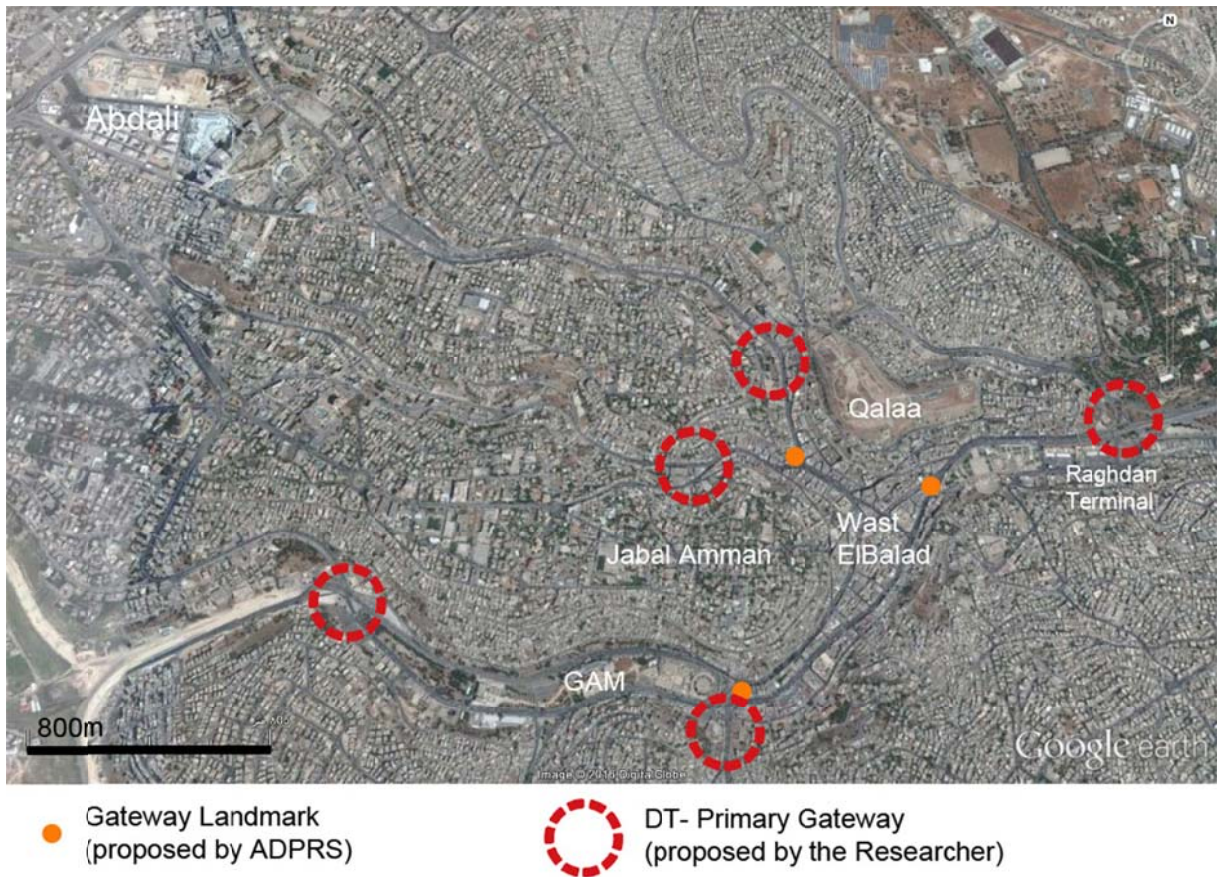 N
Abdali
Qalaa
Raghdan
Terminal
Wast
ElBalad
Jabal Amman
GAM
800m
Google earth
Image © 2016 Digital Globe
Gateway Landmark
(proposed by ADPRS)
DT- Primary Gateway
(proposed by the Researcher)